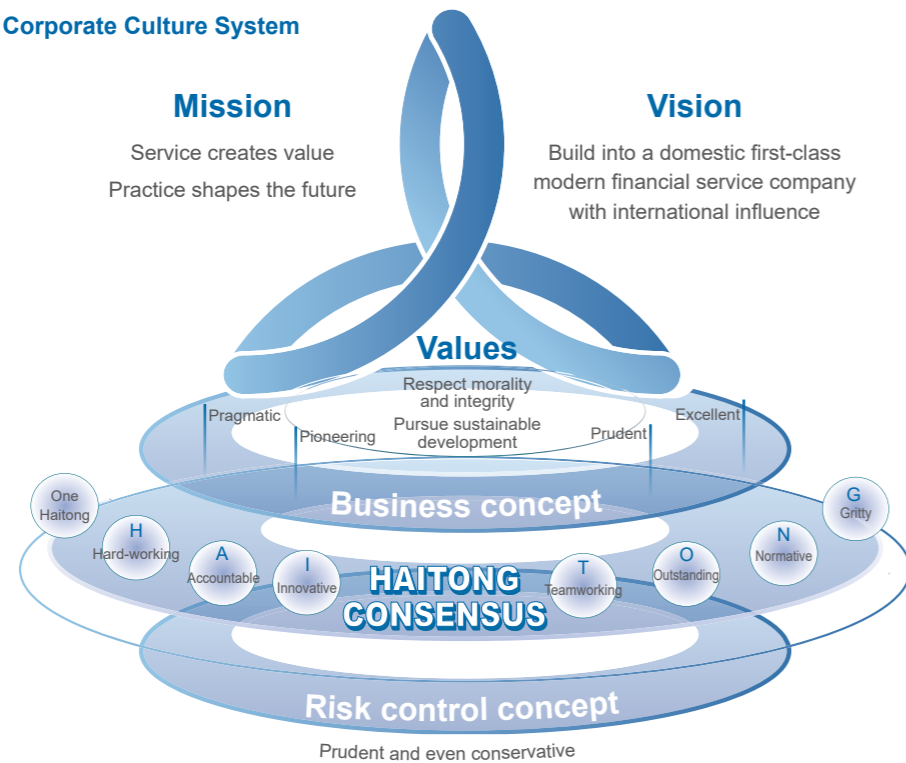 Corporate Culture System
Mission
Service creates value
Practice shapes the future
Vision
Build into a domestic first-class
modern financial service company
with international influence
Values
Respect morality
and integrity
Pursue sustainable
development
Pragmatic
Pioneering
Prudent
Excellent
Business concept
One
Haitong
H
Hard-working
A
Accountable
I
Innovative
HAITONG
CONSENSUS
T
Teamworking
O
Outstanding
N
Normative
G
Gritty
Risk control concept
Prudent and even conservative